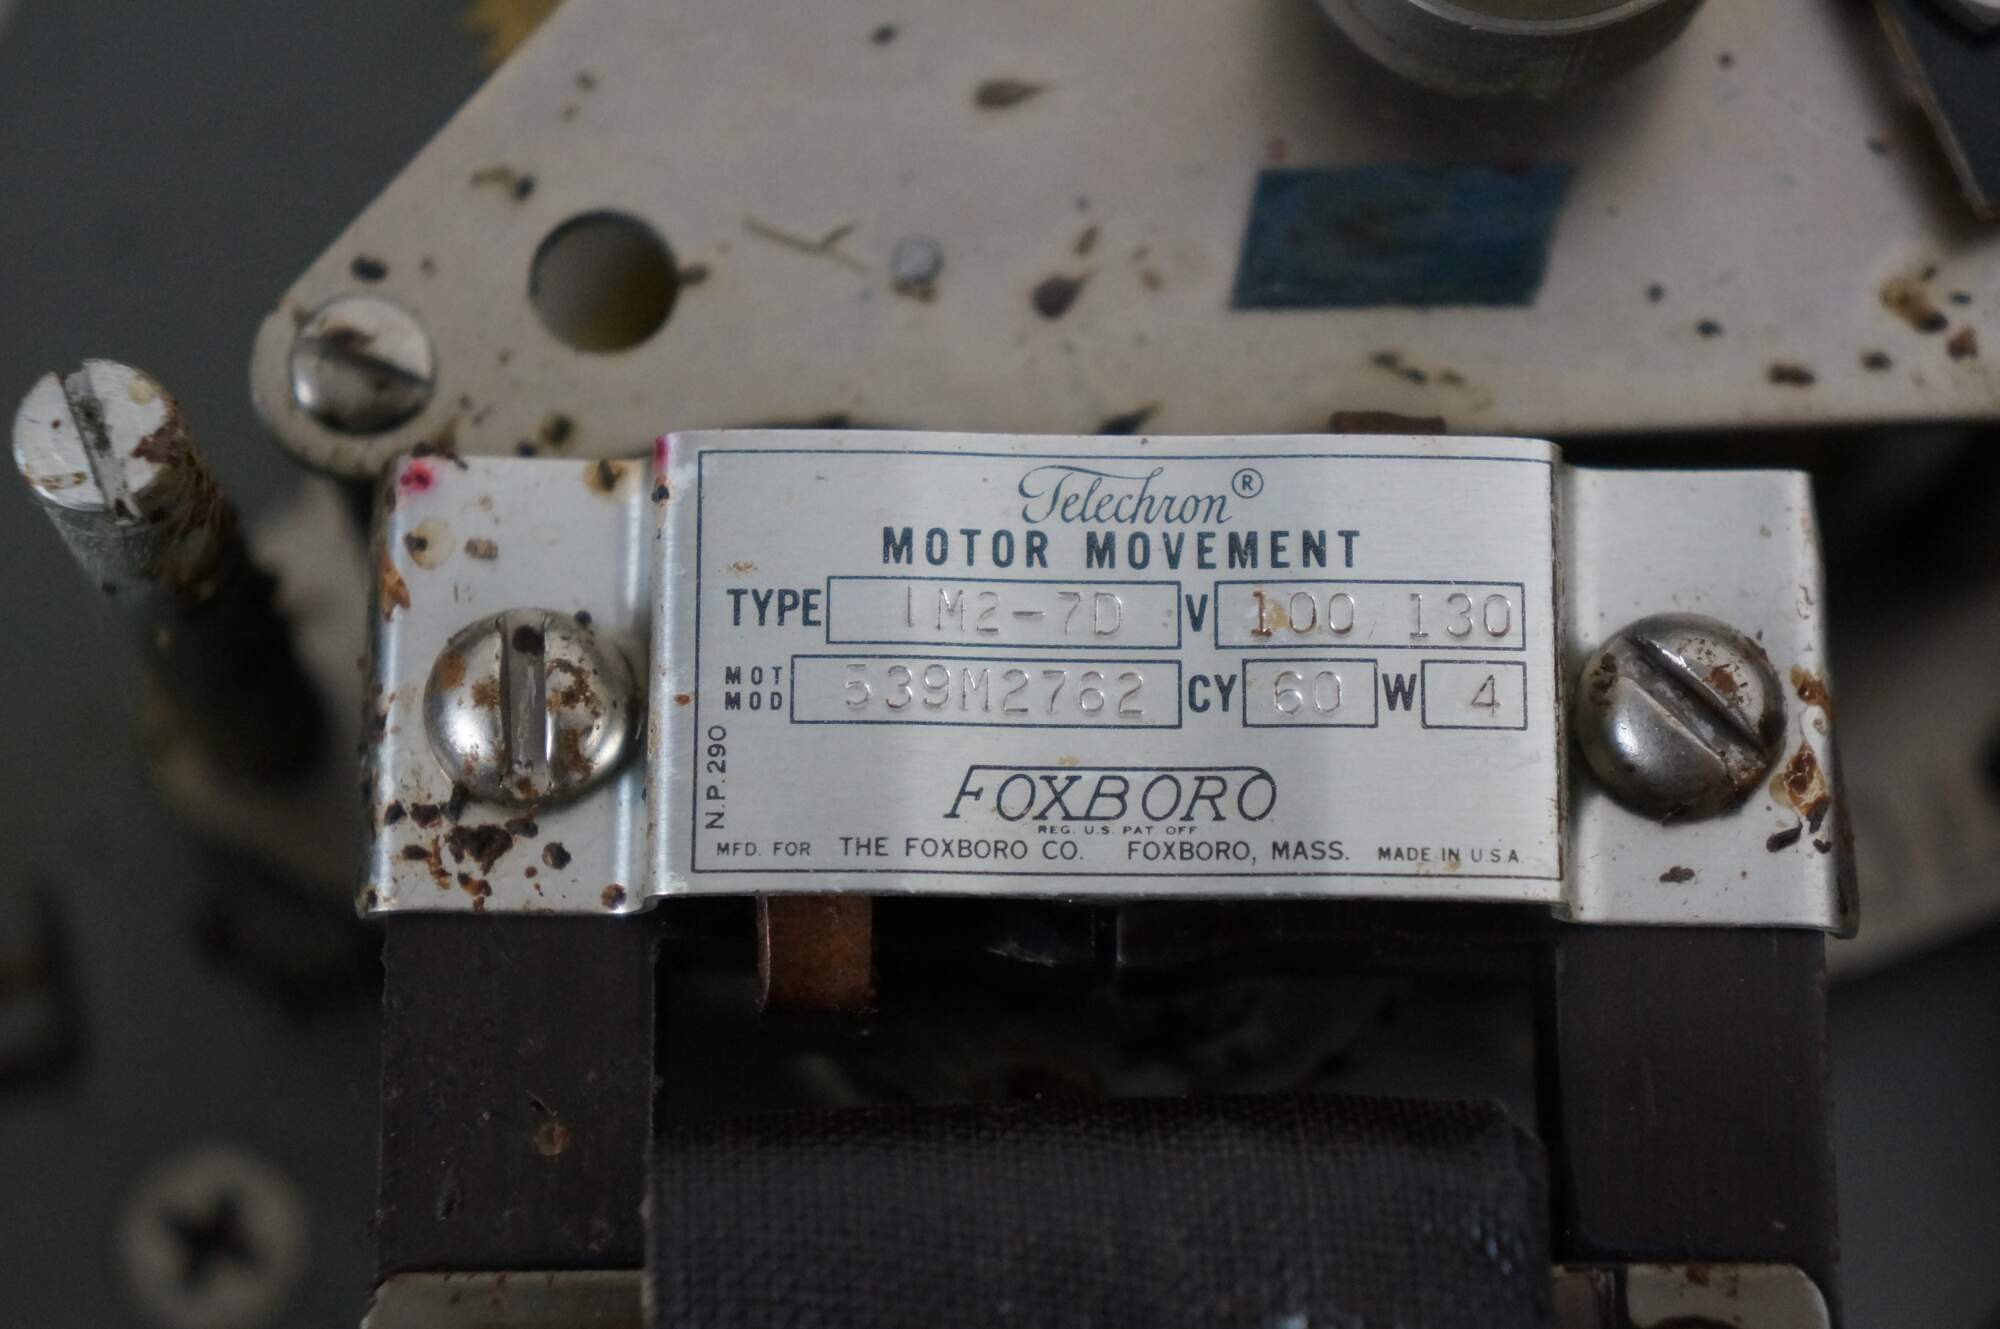 Telechron®
MOTOR MOVEMENT
TYPE 1M2-7D V 100 130
MOT MOD 539M2762 CY 60 W 4
N.P. 290
FOXBORO
REG. U.S. PAT. OFF
MFD. FOR THE FOXBORO CO. FOXBORO, MASS. MADE IN U.S.A.